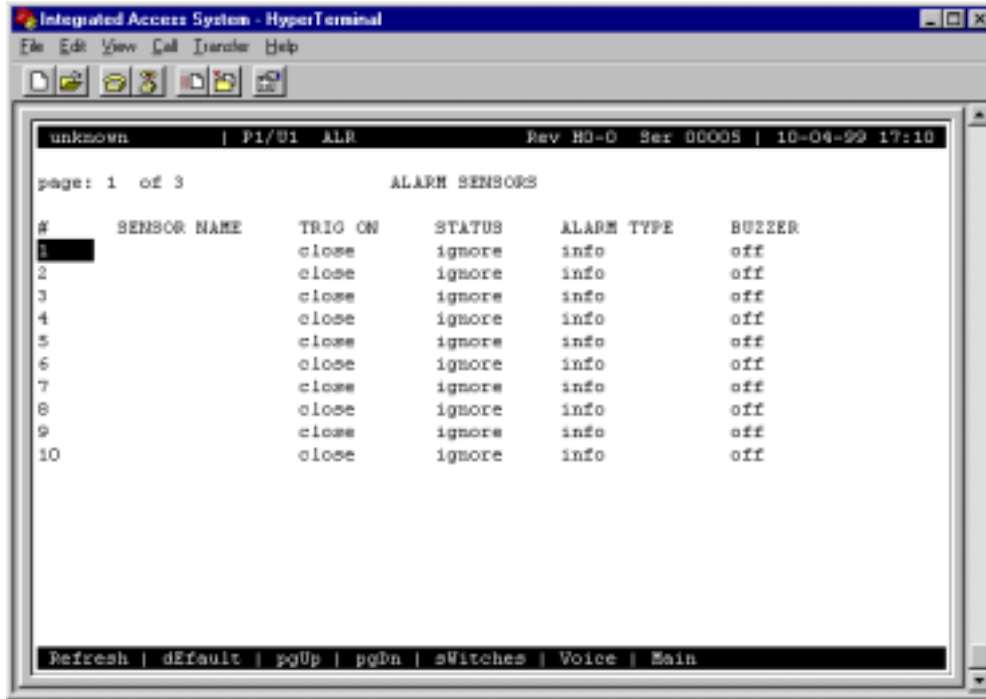 Integrated Access System - HyperTerminal
File Edit View Call Transfer Help
unknown | P1/U1 ALR Rev H0-0 Ser 00005 | 10-04-99 17:10
page: 1 of 3 ALARM SENSORS
# SENSOR NAME TRIG ON STATUS ALARM TYPE BUZZER
1 close ignore info off
2 close ignore info off
3 close ignore info off
4 close ignore info off
5 close ignore info off
6 close ignore info off
7 close ignore info off
8 close ignore info off
9 close ignore info off
10 close ignore info off
Refresh | dEfault | pgUp | pgDn | sWitches | Voice | Main